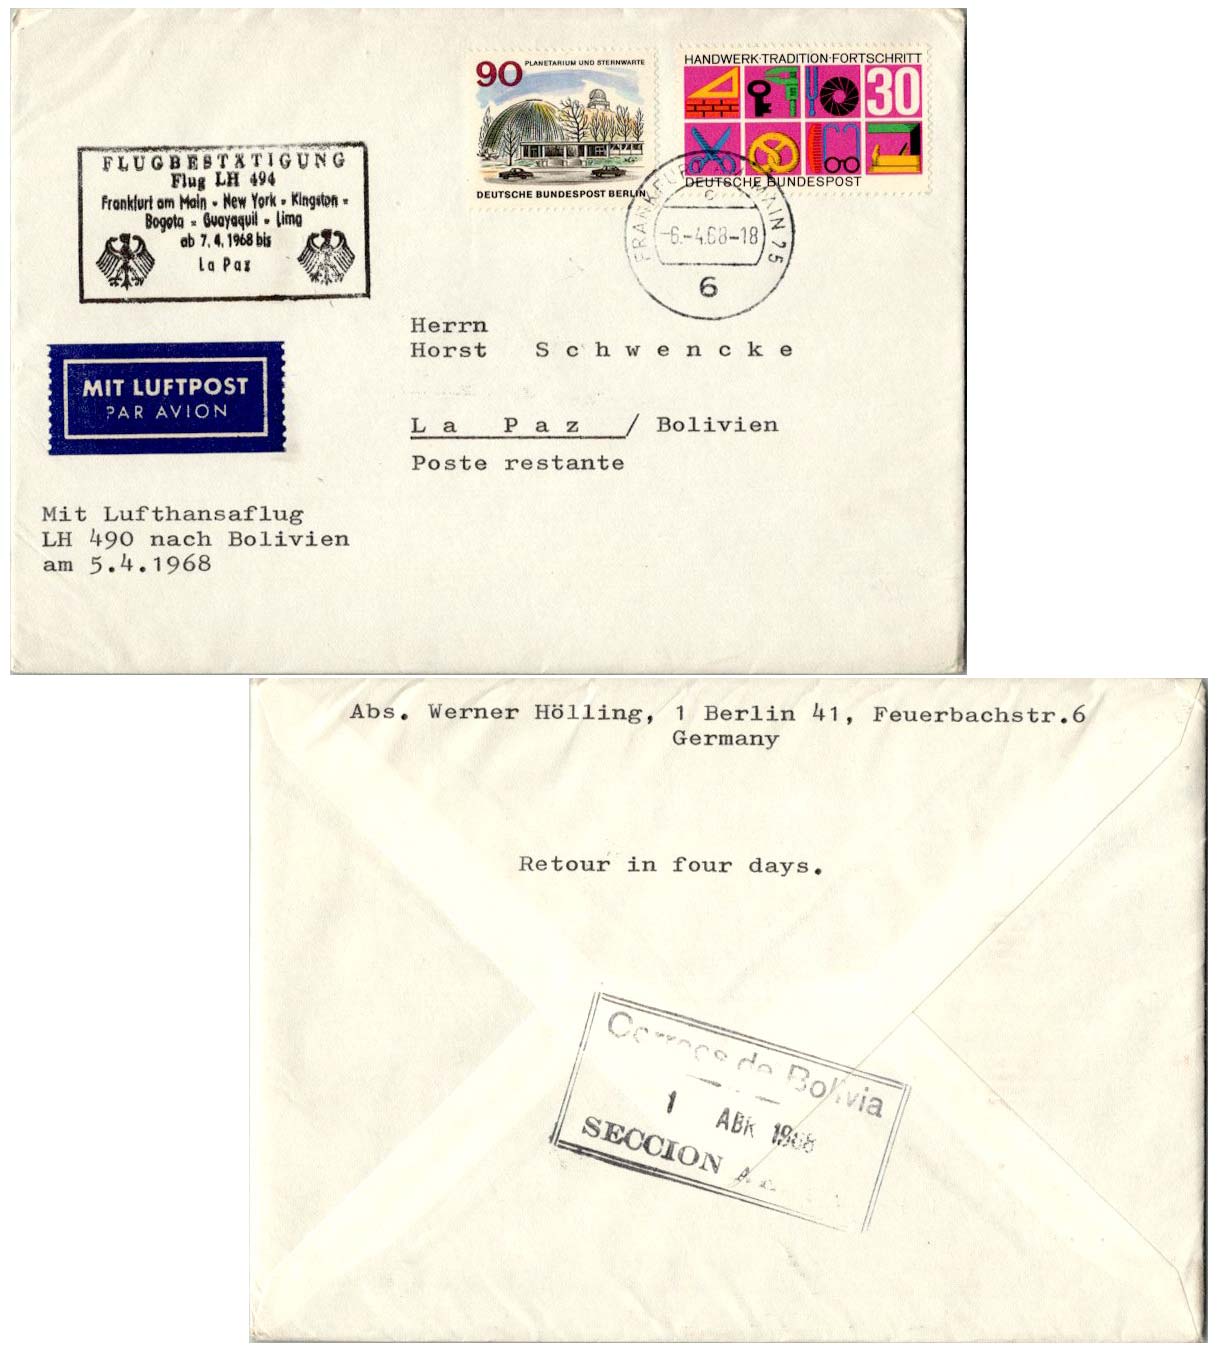 90 PLANETARIUM UND STERNWARTE
DEUTSCHE BUNDESPOST BERLIN
HANDWERK·TRADITION·FORTSCHRITT
30
DEUTSCHE BUNDESPOST
FRANKFURT MAIN 75
c
-6.-4.68-18
6
FLUGBESTÄTIGUNG
Flug LH 494
Frankfurt am Main - New York - Kingston -
Bogota - Guayaquil - Lima
ab 7. 4. 1968 bis
La Paz
MIT LUFTPOST
PAR AVION
Herrn
Horst Schwencke
La Paz / Bolivien
Poste restante
Mit Lufthansaflug
LH 490 nach Bolivien
am 5.4.1968
Abs. Werner Hölling, 1 Berlin 41, Feuerbachstr.6
Germany
Retour in four days.
Correos de Bolivia
1 ABR 1968
SECCION